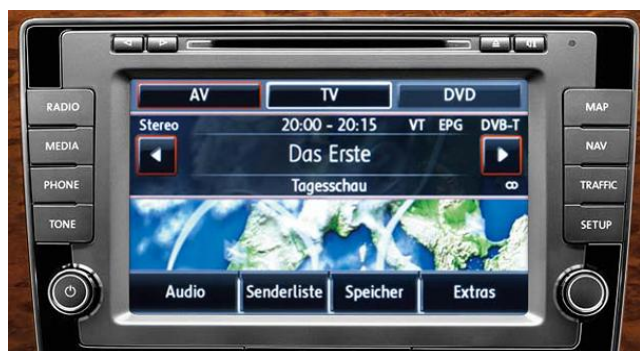 RADIO
MEDIA
PHONE
TONE
AV TV DVD
Stereo 20:00 - 20:15 VT EPG DVB-T
Das Erste
Tagesschau
Audio Senderliste Speicher Extras
MAP
NAV
TRAFFIC
SETUP